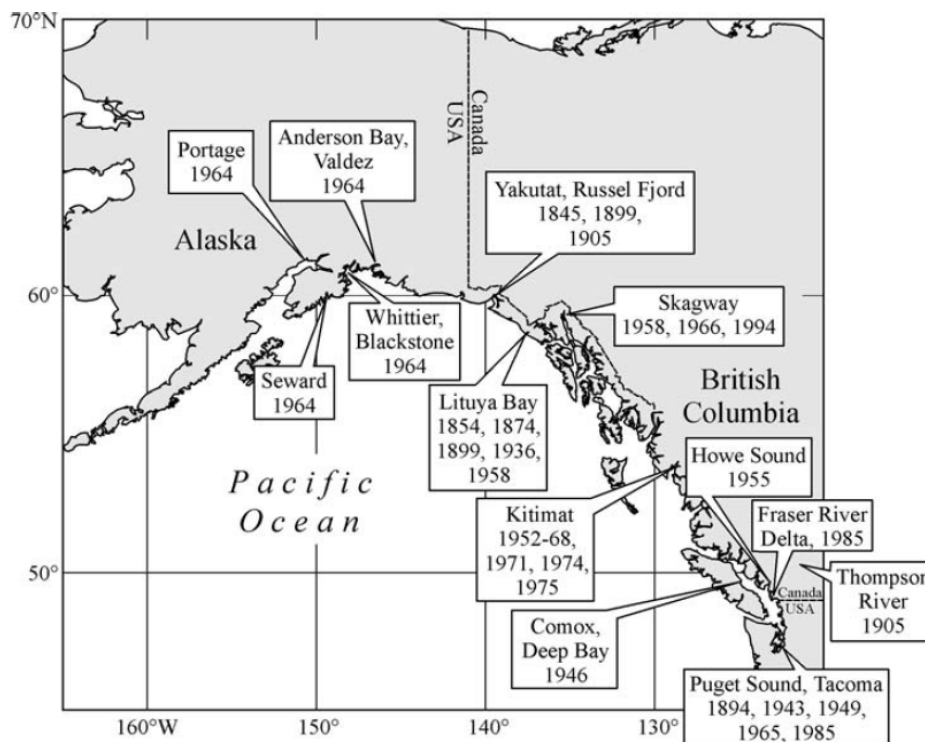 70°N
Canada
USA
Portage
1964
Anderson Bay,
Valdez
1964
Yakutat, Russel Fjord
1845, 1899,
1905
Alaska
60°
Skagway
1958, 1966, 1994
Whittier,
Blackstone
1964
Seward
1964
Lituya Bay
1854, 1874,
1899, 1936,
1958
British
Columbia
Howe Sound
1955
Pacific
Ocean
Kitimat
1952-68,
1971, 1974,
1975
Fraser River
Delta, 1985
50°
Thompson
River
1905
Canada
USA
Comox,
Deep Bay
1946
Puget Sound, Tacoma
1894, 1943, 1949,
1965, 1985
160°W
150°
140°
130°